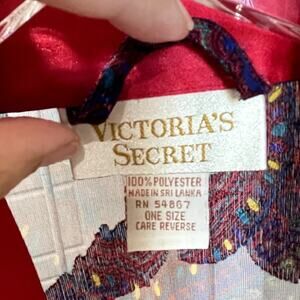 VICTORIA'S
SECRET
100% POLYESTER
MADE IN SRI LANKA
RN 54867
ONE SIZE
CARE REVERSE